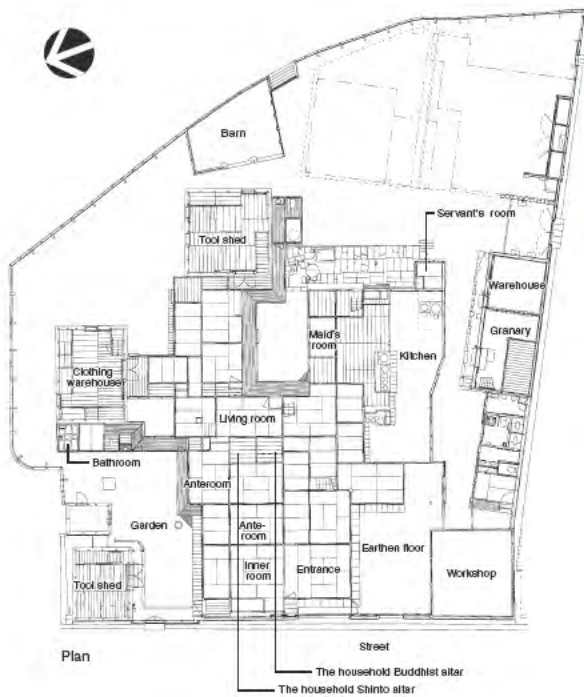 Barn
Servant's room
Tool shed
Warehouse
Maid's
room
Granary
Kitchen
Clothing
warehouse
Living room
Bathroom
Anteroom
Garden
Ante-
room
Earthen floor
Inner
room
Entrance
Workshop
Tool shed
Street
Plan
The household Buddhist altar
The household Shinto altar